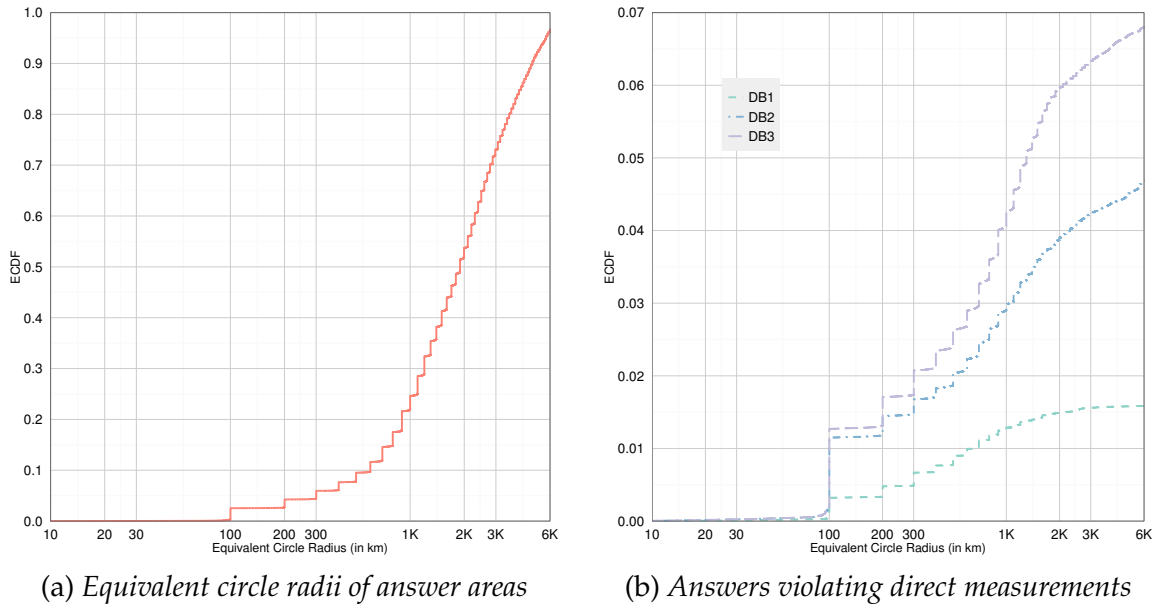 1.0
0.9
0.8
0.7
0.6
0.5
0.4
0.3
0.2
0.1
0.0
ECDF
10 20 30 100 200 300 1K 2K 3K 6K
Equivalent Circle Radius (in km)
(a) Equivalent circle radii of answer areas
0.07
0.06
0.05
0.04
0.03
0.02
0.01
0.00
ECDF
DB1
DB2
DB3
10 20 30 100 200 300 1K 2K 3K 6K
Equivalent Circle Radius (in km)
(b) Answers violating direct measurements